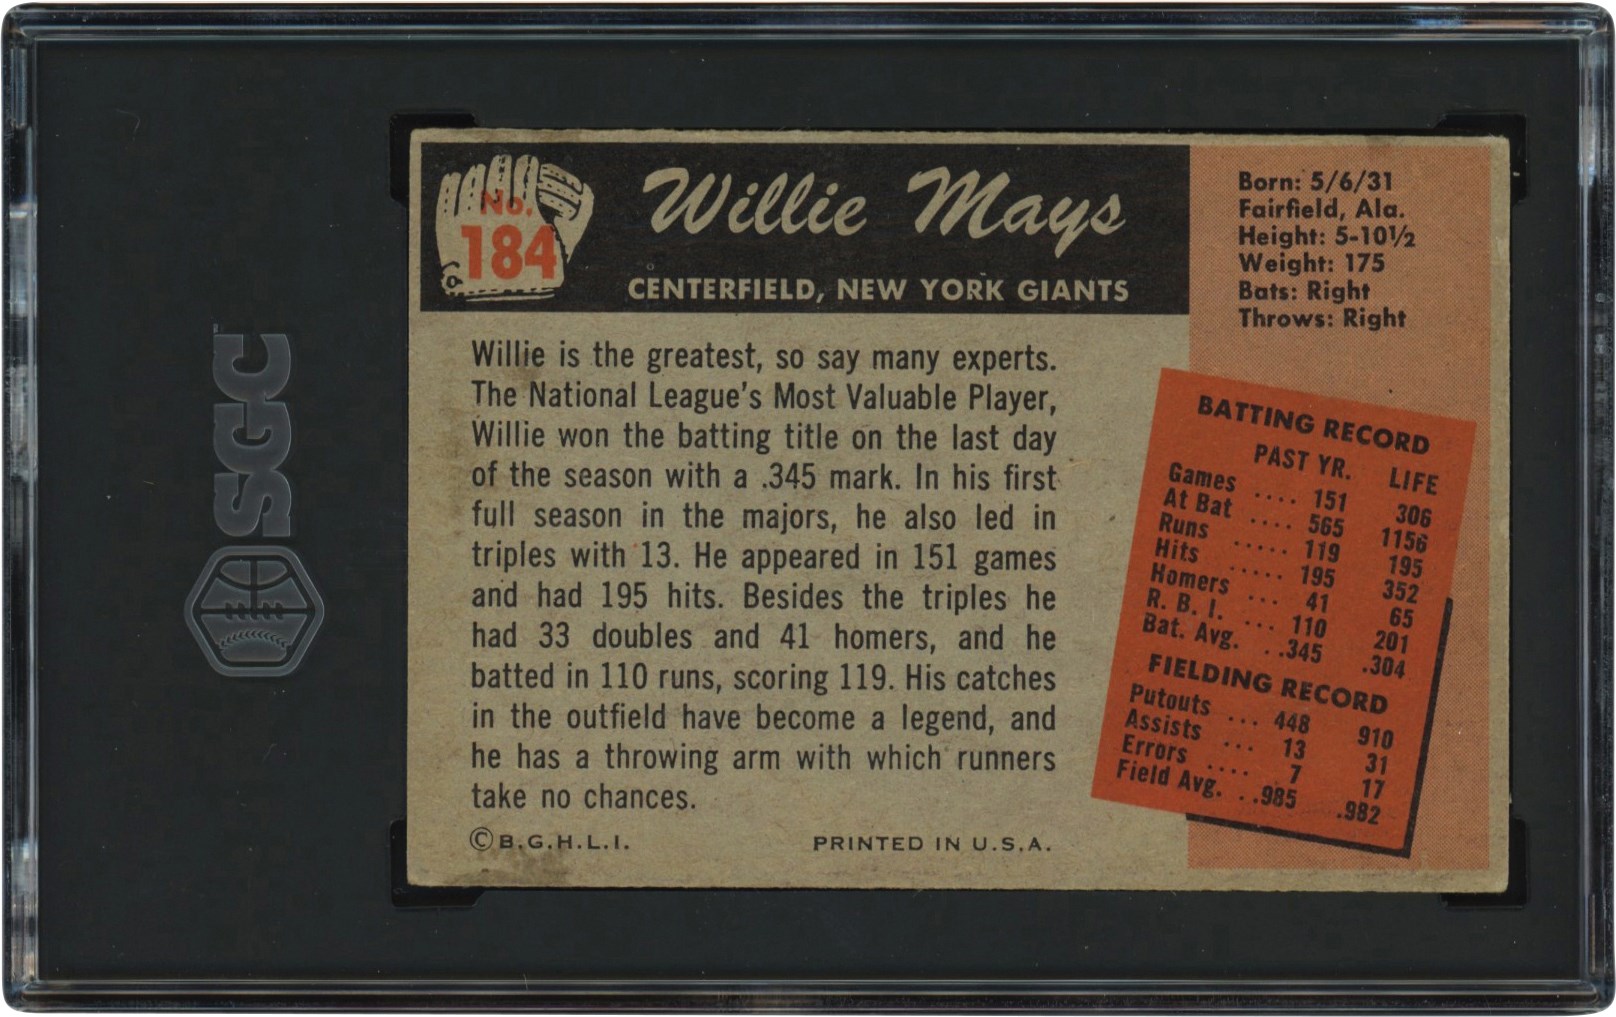 SGC
No.
184
Willie Mays
CENTERFIELD, NEW YORK GIANTS
Willie is the greatest, so say many experts.
The National League's Most Valuable Player,
Willie won the batting title on the last day
of the season with a .345 mark. In his first
full season in the majors, he also led in
triples with 13. He appeared in 151 games
and had 195 hits. Besides the triples he
had 33 doubles and 41 homers, and he
batted in 110 runs, scoring 119. His catches
in the outfield have become a legend, and
he has a throwing arm with which runners
take no chances.
©B.G.H.L.I. PRINTED IN U.S.A.
Born: 5/6/31
Fairfield, Ala.
Height: 5-10½
Weight: 175
Bats: Right
Throws: Right
BATTING RECORD
PAST YR. LIFE
Games .... 151 306
At Bat .... 565 1156
Runs ..... 119 195
Hits ..... 195 352
Homers ... 41 65
R. B. I. ... 110 201
Bat. Avg. ..345 .304
FIELDING RECORD
Putouts ... 448 910
Assists ... 13 31
Errors .... 7 17
Field Avg. ..985 .982